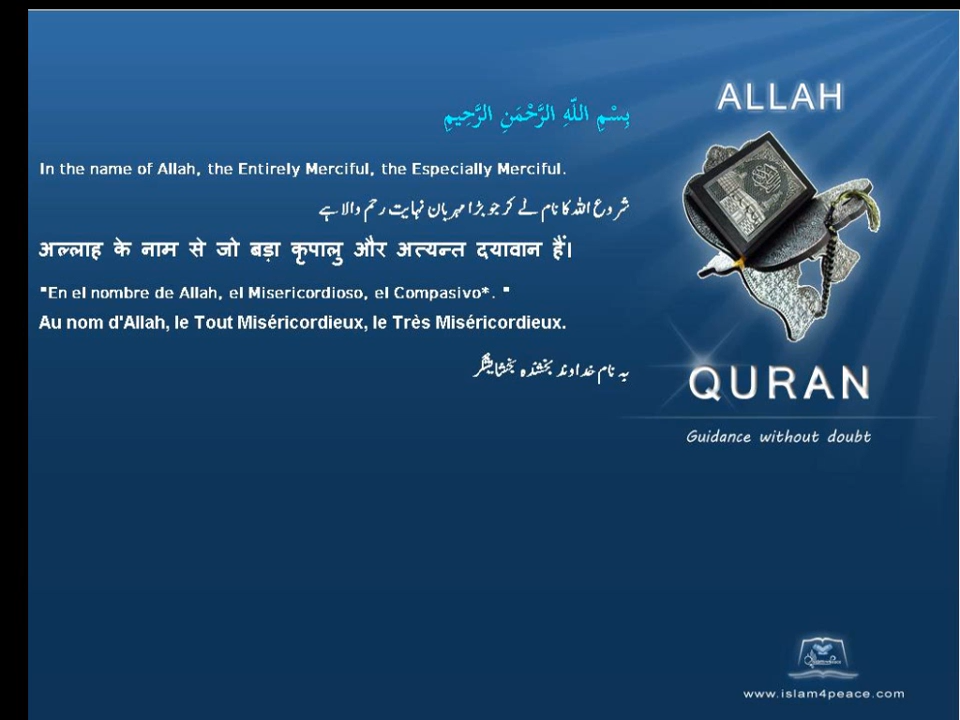 بِسْمِ اللّهِ الرَّحْمَنِ الرَّحِيمِ
In the name of Allah, the Entirely Merciful, the Especially Merciful.
شروع الله کا نام لے کر جو بڑا مہربان نہایت رحم والا ہے
अल्लाह के नाम से जो बड़ा कृपालु और अत्यन्त दयावान हैं।
"En el nombre de Allah, el Misericordioso, el Compasivo*. "
Au nom d'Allah, le Tout Miséricordieux, le Très Miséricordieux.
به نام خداوند بخشنده بخشایشگر
ALLAH
QURAN
Guidance without doubt
www.islam4peace.com